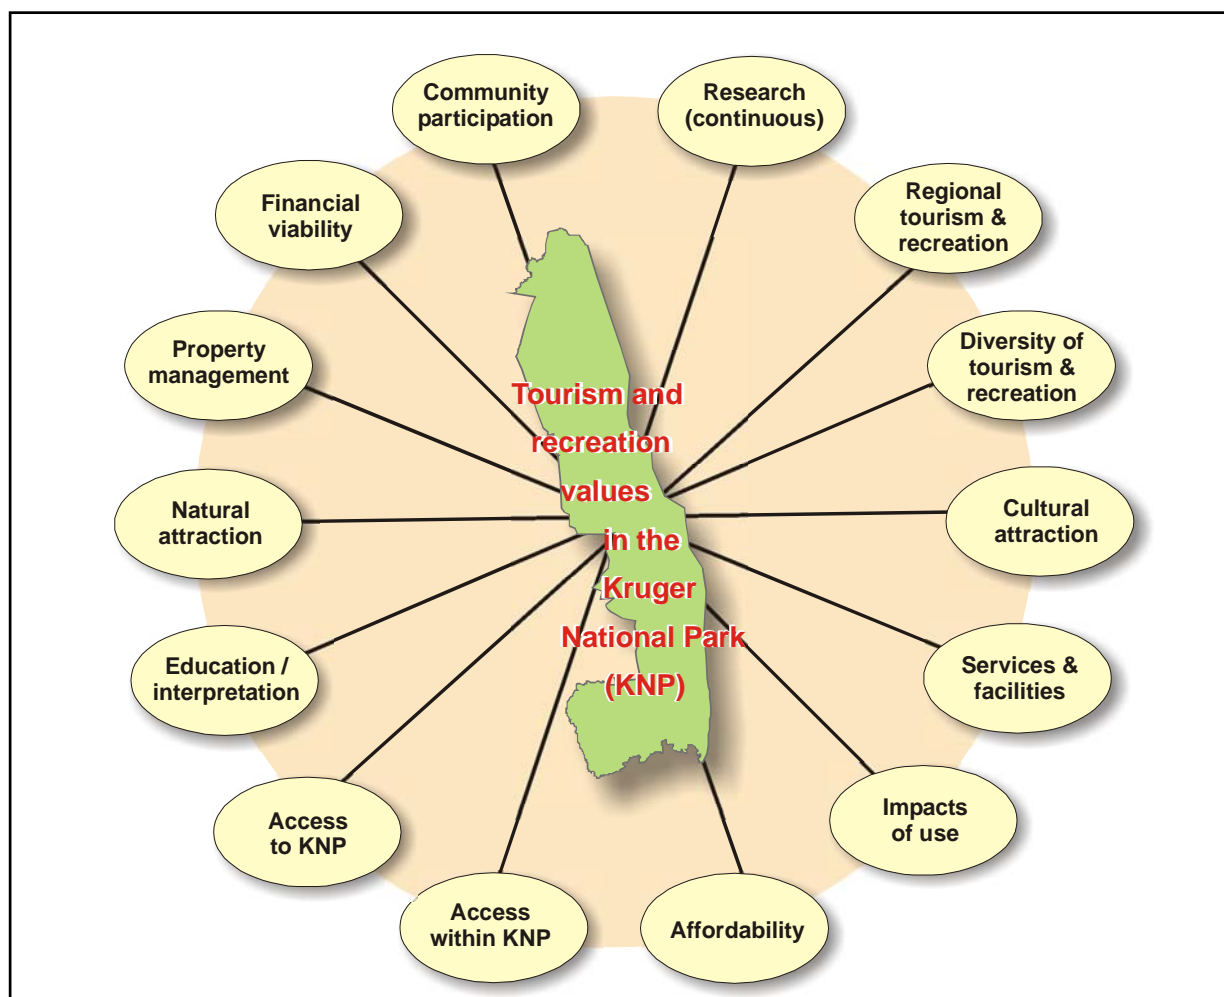 Community
participation
Research
(continuous)
Financial
viability
Regional
tourism &
recreation
Property
management
Diversity of
tourism &
recreation
Tourism and
recreation
values
in the
Kruger
National Park
(KNP)
Natural
attraction
Cultural
attraction
Education /
interpretation
Services &
facilities
Access
to KNP
Impacts
of use
Access
within KNP
Affordability